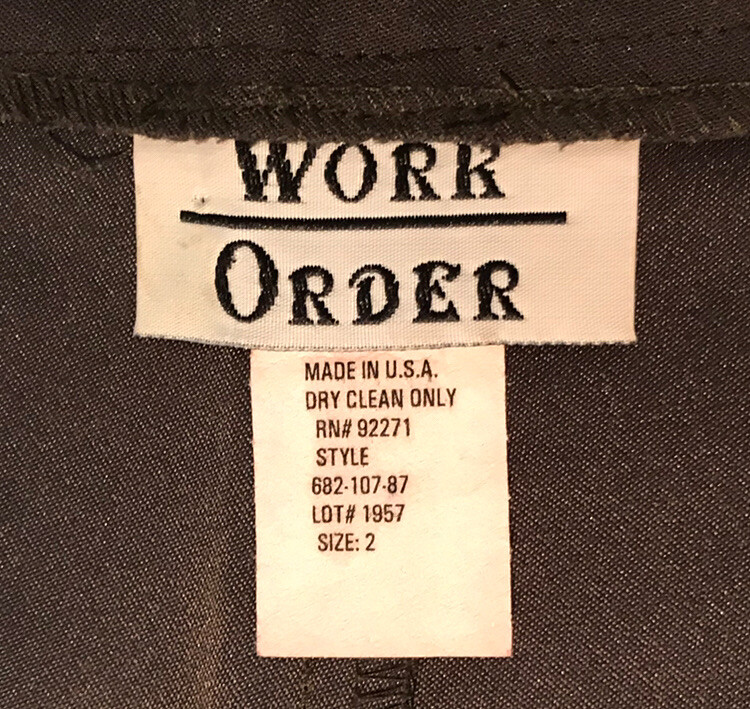 WORK
ORDER
MADE IN U.S.A.
DRY CLEAN ONLY
RN# 92271
STYLE
682-107-87
LOT# 1957
SIZE: 2